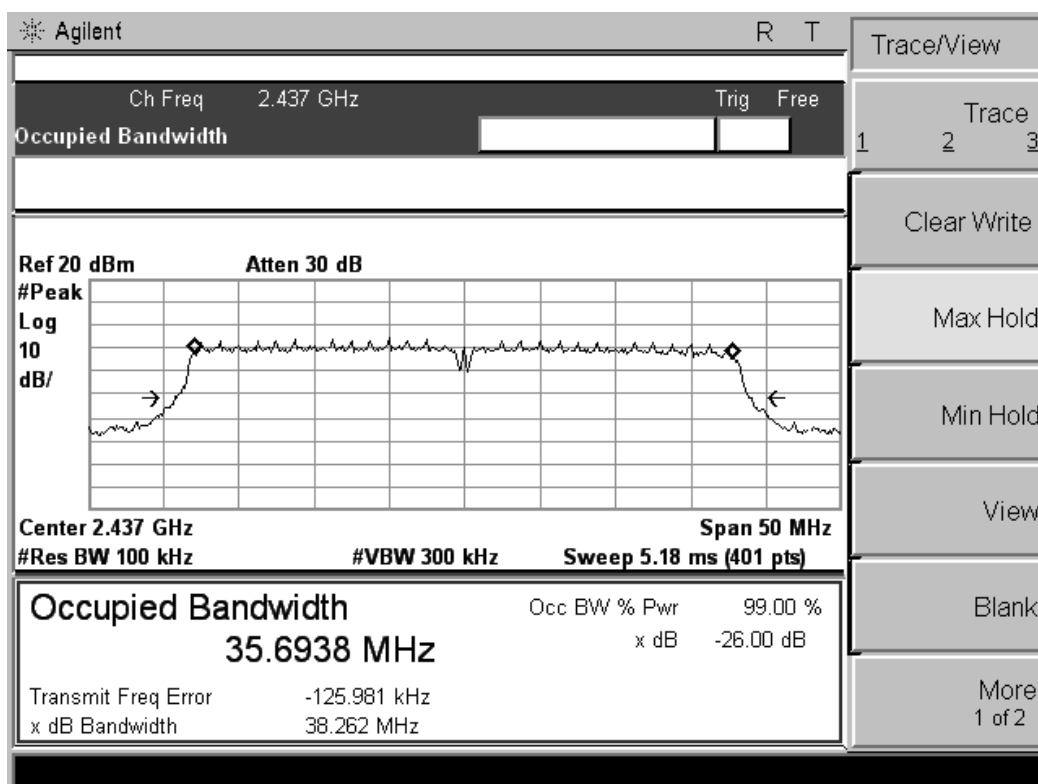 Agilent R T
Trace/View
Ch Freq 2.437 GHz Trig Free
Occupied Bandwidth
Trace
1 2 3
Clear Write
Max Hold
Min Hold
View
Blank
More
1 of 2
Ref 20 dBm Atten 30 dB
#Peak
Log
10
dB/
Center 2.437 GHz Span 50 MHz
#Res BW 100 kHz #VBW 300 kHz Sweep 5.18 ms (401 pts)
Occupied Bandwidth Occ BW % Pwr 99.00 %
35.6938 MHz x dB -26.00 dB
Transmit Freq Error -125.981 kHz
x dB Bandwidth 38.262 MHz